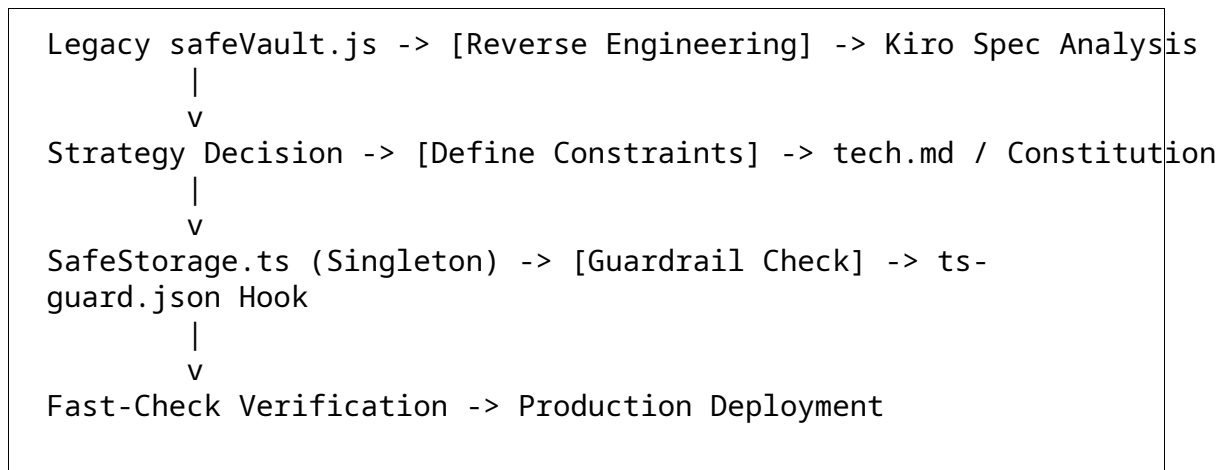 Legacy safeVault.js -> [Reverse Engineering] -> Kiro Spec Analysis
|
v
Strategy Decision -> [Define Constraints] -> tech.md / Constitution
|
v
SafeStorage.ts (Singleton) -> [Guardrail Check] -> ts-
guard.json Hook
|
v
Fast-Check Verification -> Production Deployment